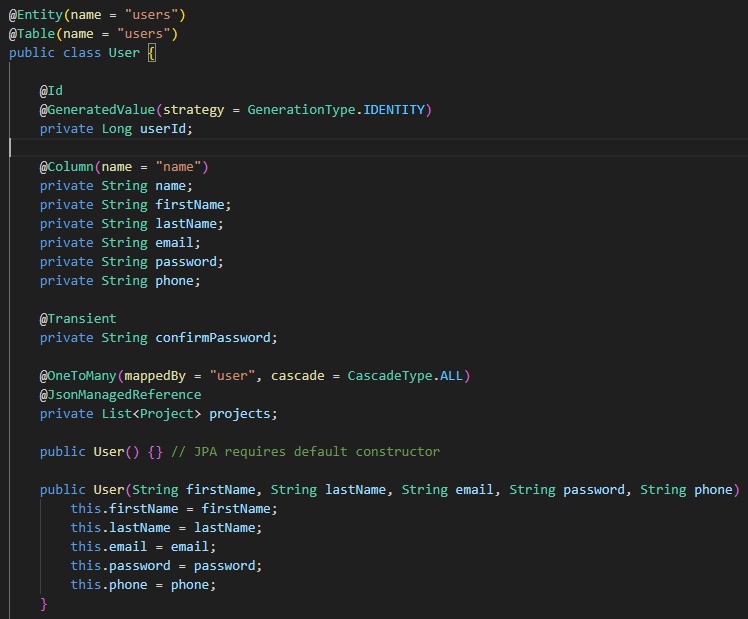 @Entity(name = "users")
@Table(name = "users")
public class User {
@Id
@GeneratedValue(strategy = GenerationType.IDENTITY)
private Long userId;
@Column(name = "name")
private String name;
private String firstName;
private String lastName;
private String email;
private String password;
private String phone;
@Transient
private String confirmPassword;
@OneToMany(mappedBy = "user", cascade = CascadeType.ALL)
@JsonManagedReference
private List<Project> projects;
public User() {} // JPA requires default constructor
public User(String firstName, String lastName, String email, String password, String phone)
this.firstName = firstName;
this.lastName = lastName;
this.email = email;
this.password = password;
this.phone = phone;
}